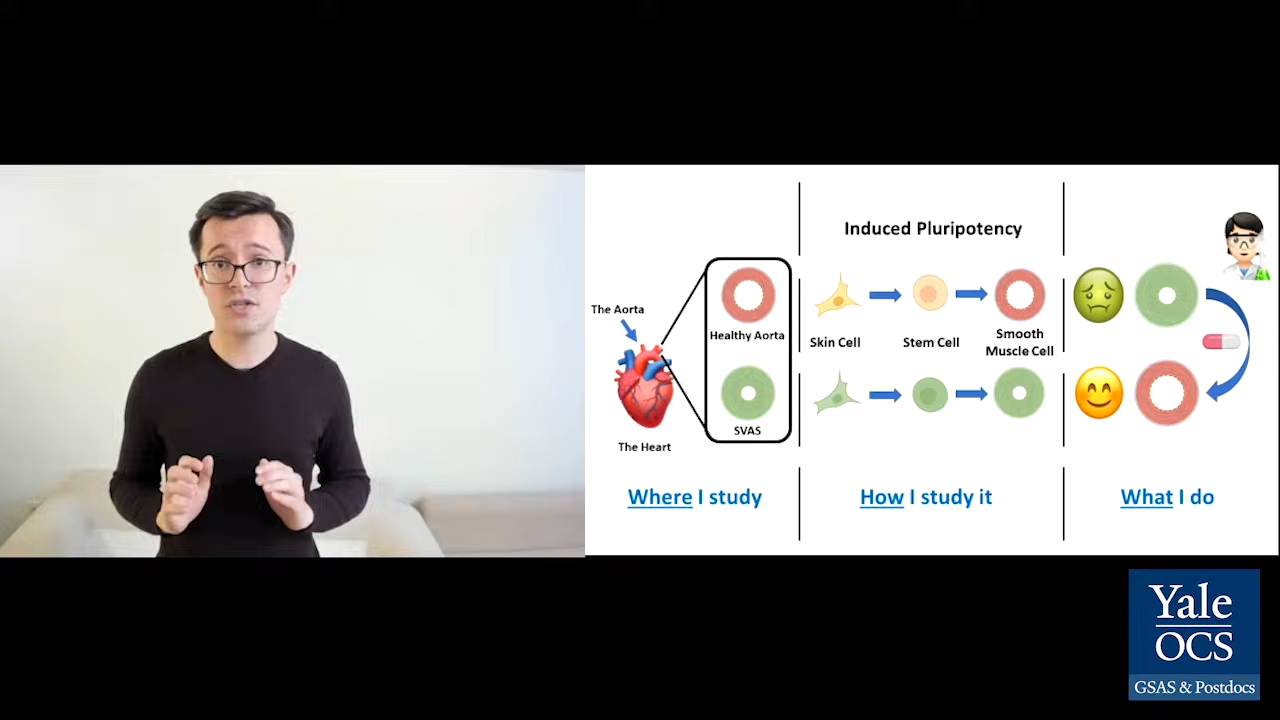 Induced Pluripotency
The Aorta
Healthy Aorta
SVAS
The Heart
Skin Cell
Stem Cell
Smooth
Muscle Cell
Where I study
How I study it
What I do
Yale
OCS
GSAS & Postdocs